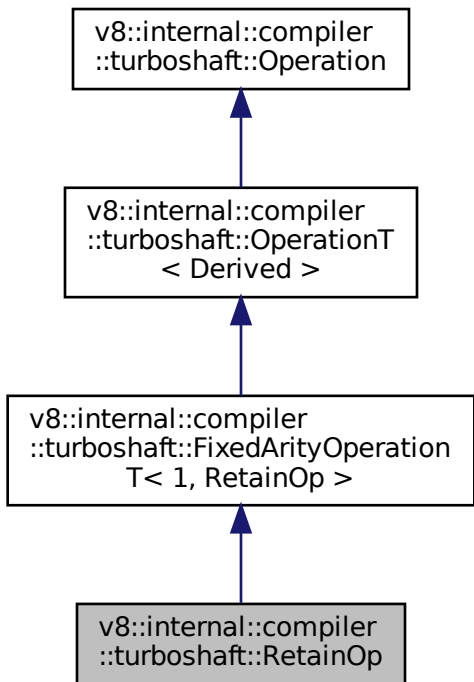 v8::internal::compiler
::turboshaft::Operation
v8::internal::compiler
::turboshaft::OperationT
< Derived >
v8::internal::compiler
::turboshaft::FixedArityOperation
T< 1, RetainOp >
v8::internal::compiler
::turboshaft::RetainOp